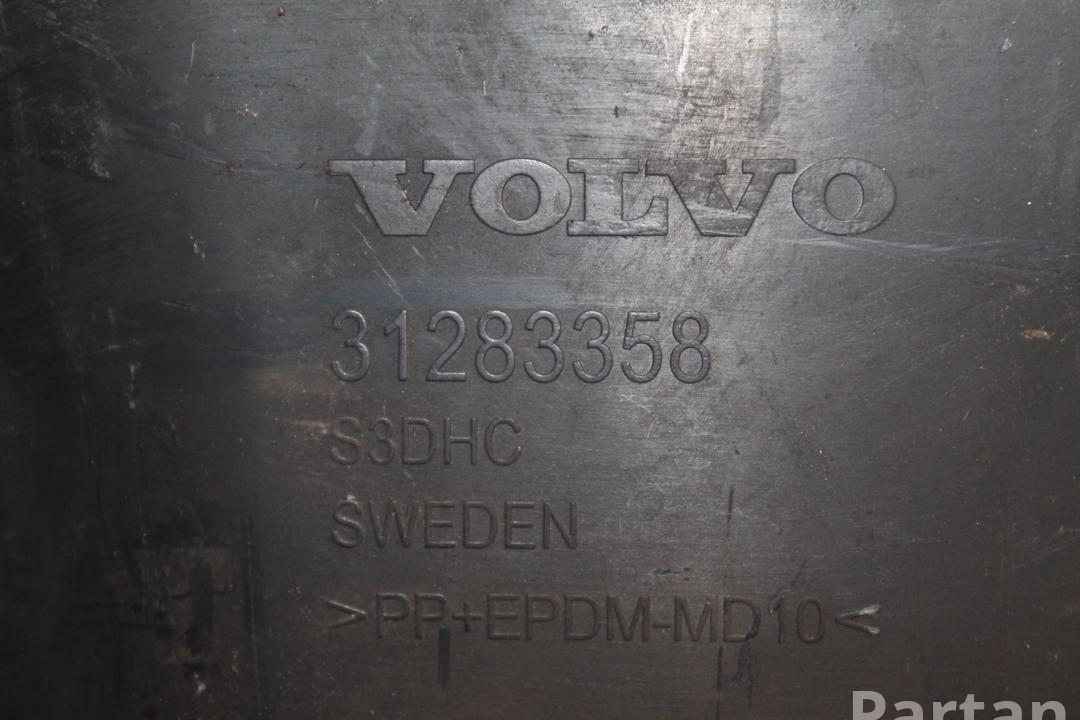 VOLVO
31283358
S3DHC
SWEDEN
>PP+EPDM-MD10<
Partan